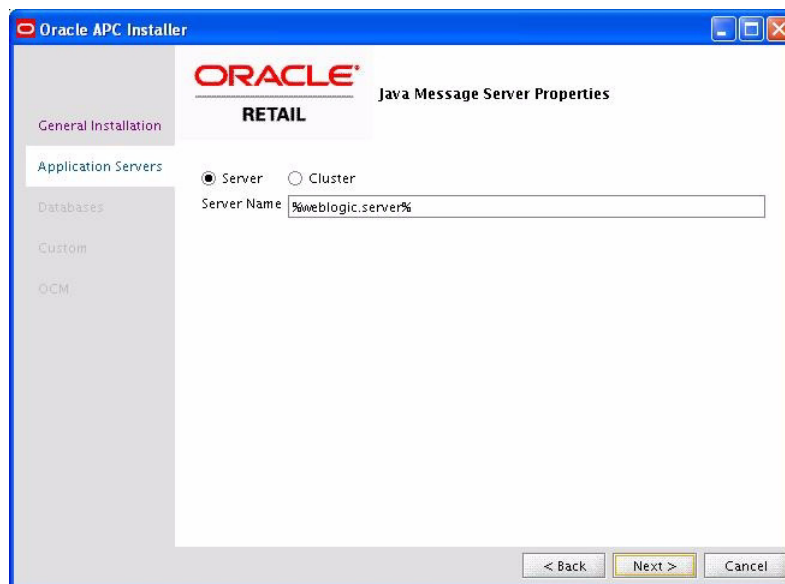 Oracle APC Installer
ORACLE
RETAIL
Java Message Server Properties
General Installation
Application Servers
Databases
Custom
OCM
Server
Cluster
Server Name
%weblogic.server%
< Back
Next >
Cancel